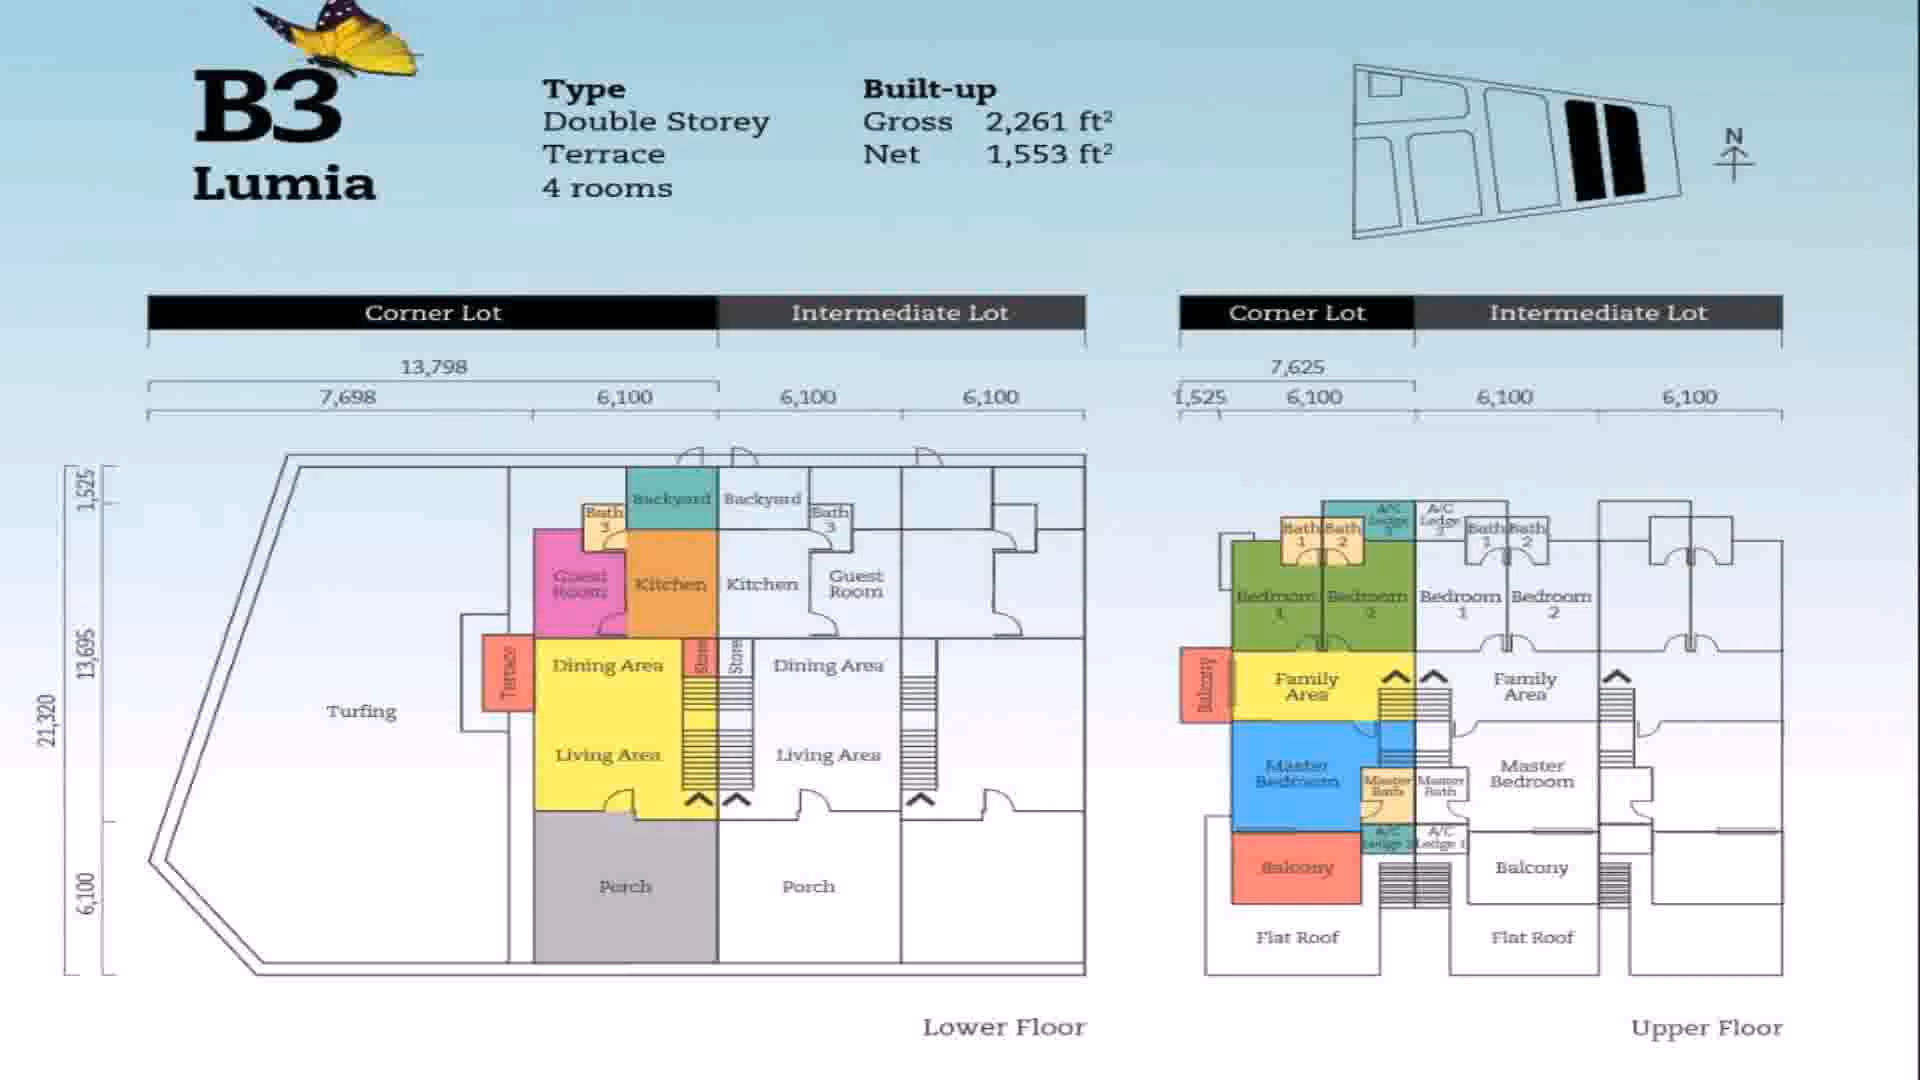 B3
Lumia
Type
Double Storey
Terrace
4 rooms
Built-up
Gross 2,261 ft²
Net 1,553 ft²
N
Corner Lot
Intermediate Lot
13,798
7,698
6,100
6,100
6,100
1,525
13,695
21,320
6,100
Backyard
Backyard
Bath
3
Bath
3
Guest
Room
Kitchen
Kitchen
Guest
Room
Terrace
Dining Area
Store
Store
Dining Area
Turfing
Living Area
Living Area
Porch
Porch
Lower Floor
Corner Lot
Intermediate Lot
7,625
1,525
6,100
6,100
6,100
A/C
Ledge
A/C
Ledge
Bath
1
Bath
2
Bath
1
Bath
2
Bedroom
1
Bedroom
2
Bedroom
1
Bedroom
2
Balcony
Family
Area
Family
Area
Master
Bedroom
Master
Bath
Master
Bath
Master
Bedroom
A/C
Ledge
A/C
Ledge 1
Balcony
Balcony
Flat Roof
Flat Roof
Upper Floor